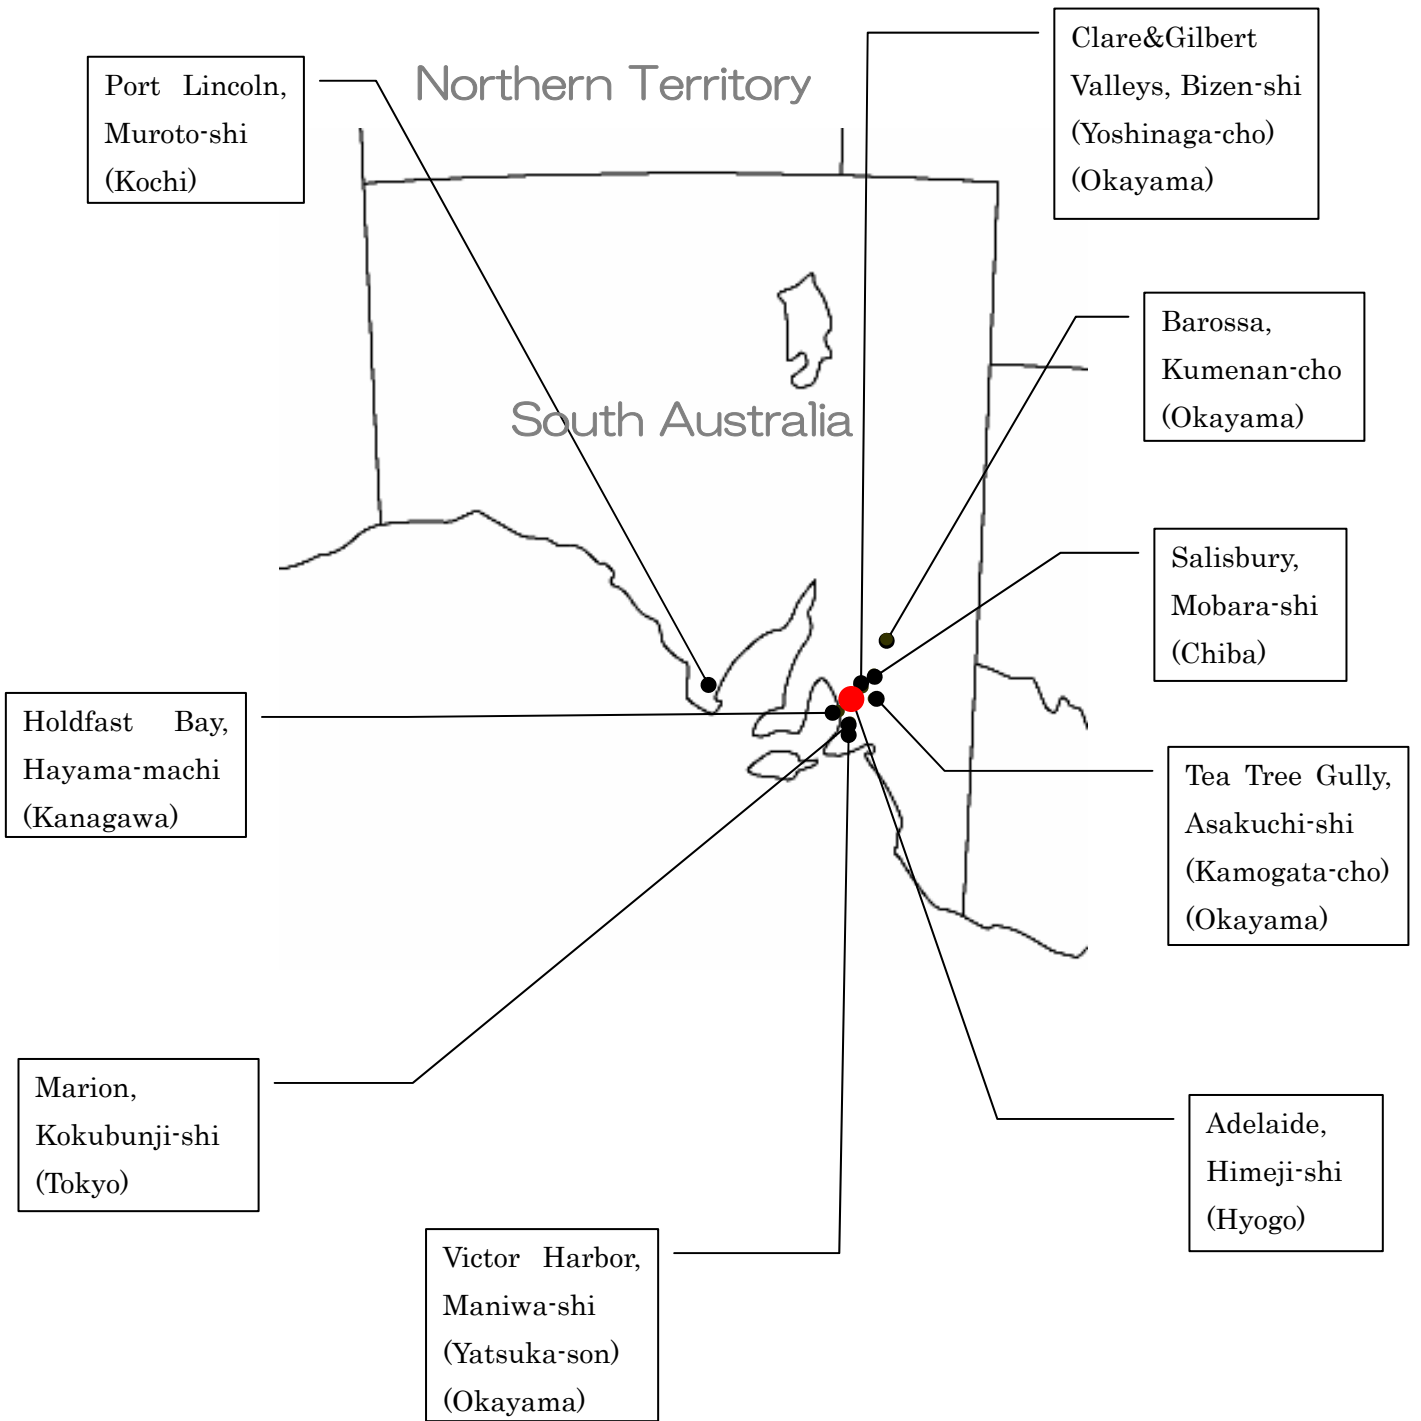 Port Lincoln,
Muroto-shi
(Kochi)
Northern Territory
Clare&Gilbert
Valleys, Bizen-shi
(Yoshinaga-cho)
(Okayama)
Barossa,
Kumenan-cho
(Okayama)
South Australia
Salisbury,
Mobara-shi
(Chiba)
Holdfast Bay,
Hayama-machi
(Kanagawa)
Tea Tree Gully,
Asakuchi-shi
(Kamogata-cho)
(Okayama)
Marion,
Kokubunji-shi
(Tokyo)
Adelaide,
Himeji-shi
(Hyogo)
Victor Harbor,
Maniwa-shi
(Yatsuka-son)
(Okayama)